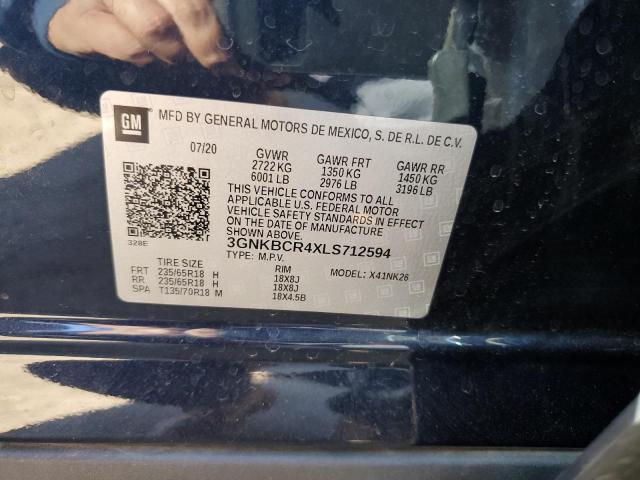 GM
MFD BY GENERAL MOTORS DE MEXICO, S. DE R.L. DE C.V.
07/20 GVWR GAWR FRT GAWR RR
2722 KG 1350 KG 1450 KG
6001 LB 2976 LB 3196 LB
THIS VEHICLE CONFORMS TO ALL
APPLICABLE U.S. FEDERAL MOTOR
VEHICLE SAFETY STANDARDS IN EFFECT
ON THE DATE OF MANUFACTURE SHOWN ABOVE.
3GNKBCR4XLS712594
328E
TYPE: M.P.V. MODEL: X41NK26
TIRE SIZE RIM
FRT 235/65R18 H 18X8J
RR 235/65R18 H 18X8J
SPA T135/70R18 M 18X4.5B